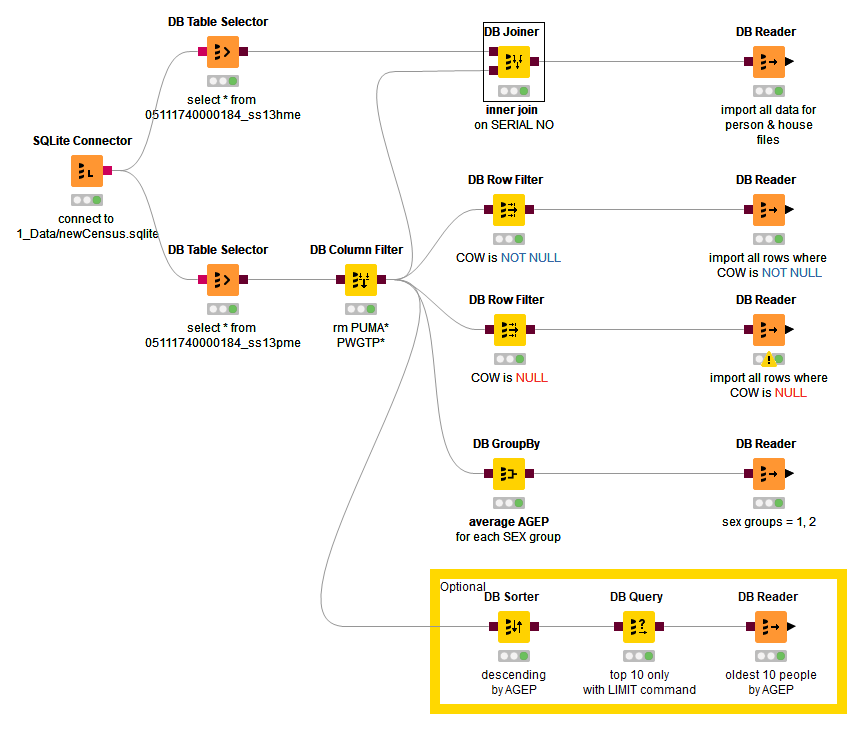 DB Table Selector
select * from
05111740000184_ss13hme
DB Joiner
inner join
on SERIAL NO
DB Reader
import all data for
person & house
files
SQLite Connector
connect to
1_Data/newCensus.sqlite
DB Table Selector
select * from
05111740000184_ss13pme
DB Column Filter
rm PUMA*
PWGTP*
DB Row Filter
COW is NOT NULL
DB Reader
import all rows where
COW is NOT NULL
DB Row Filter
COW is NULL
DB Reader
import all rows where
COW is NULL
DB GroupBy
average AGEP
for each SEX group
DB Reader
sex groups = 1, 2
Optional
DB Sorter
descending
by AGEP
DB Query
top 10 only
with LIMIT command
DB Reader
oldest 10 people
by AGEP